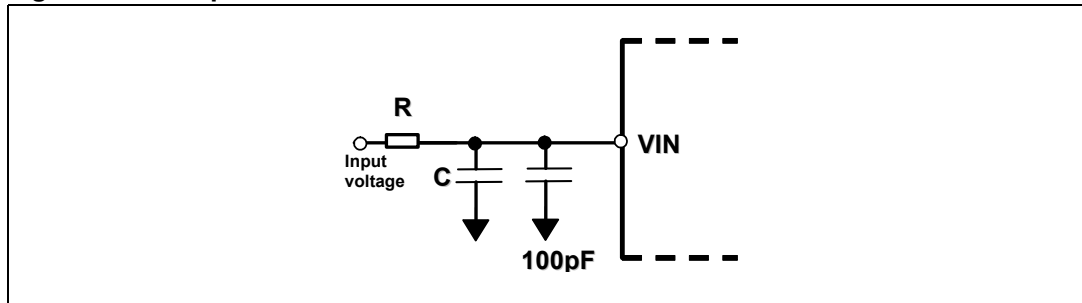 R
Input
voltage
C
VIN
100pF